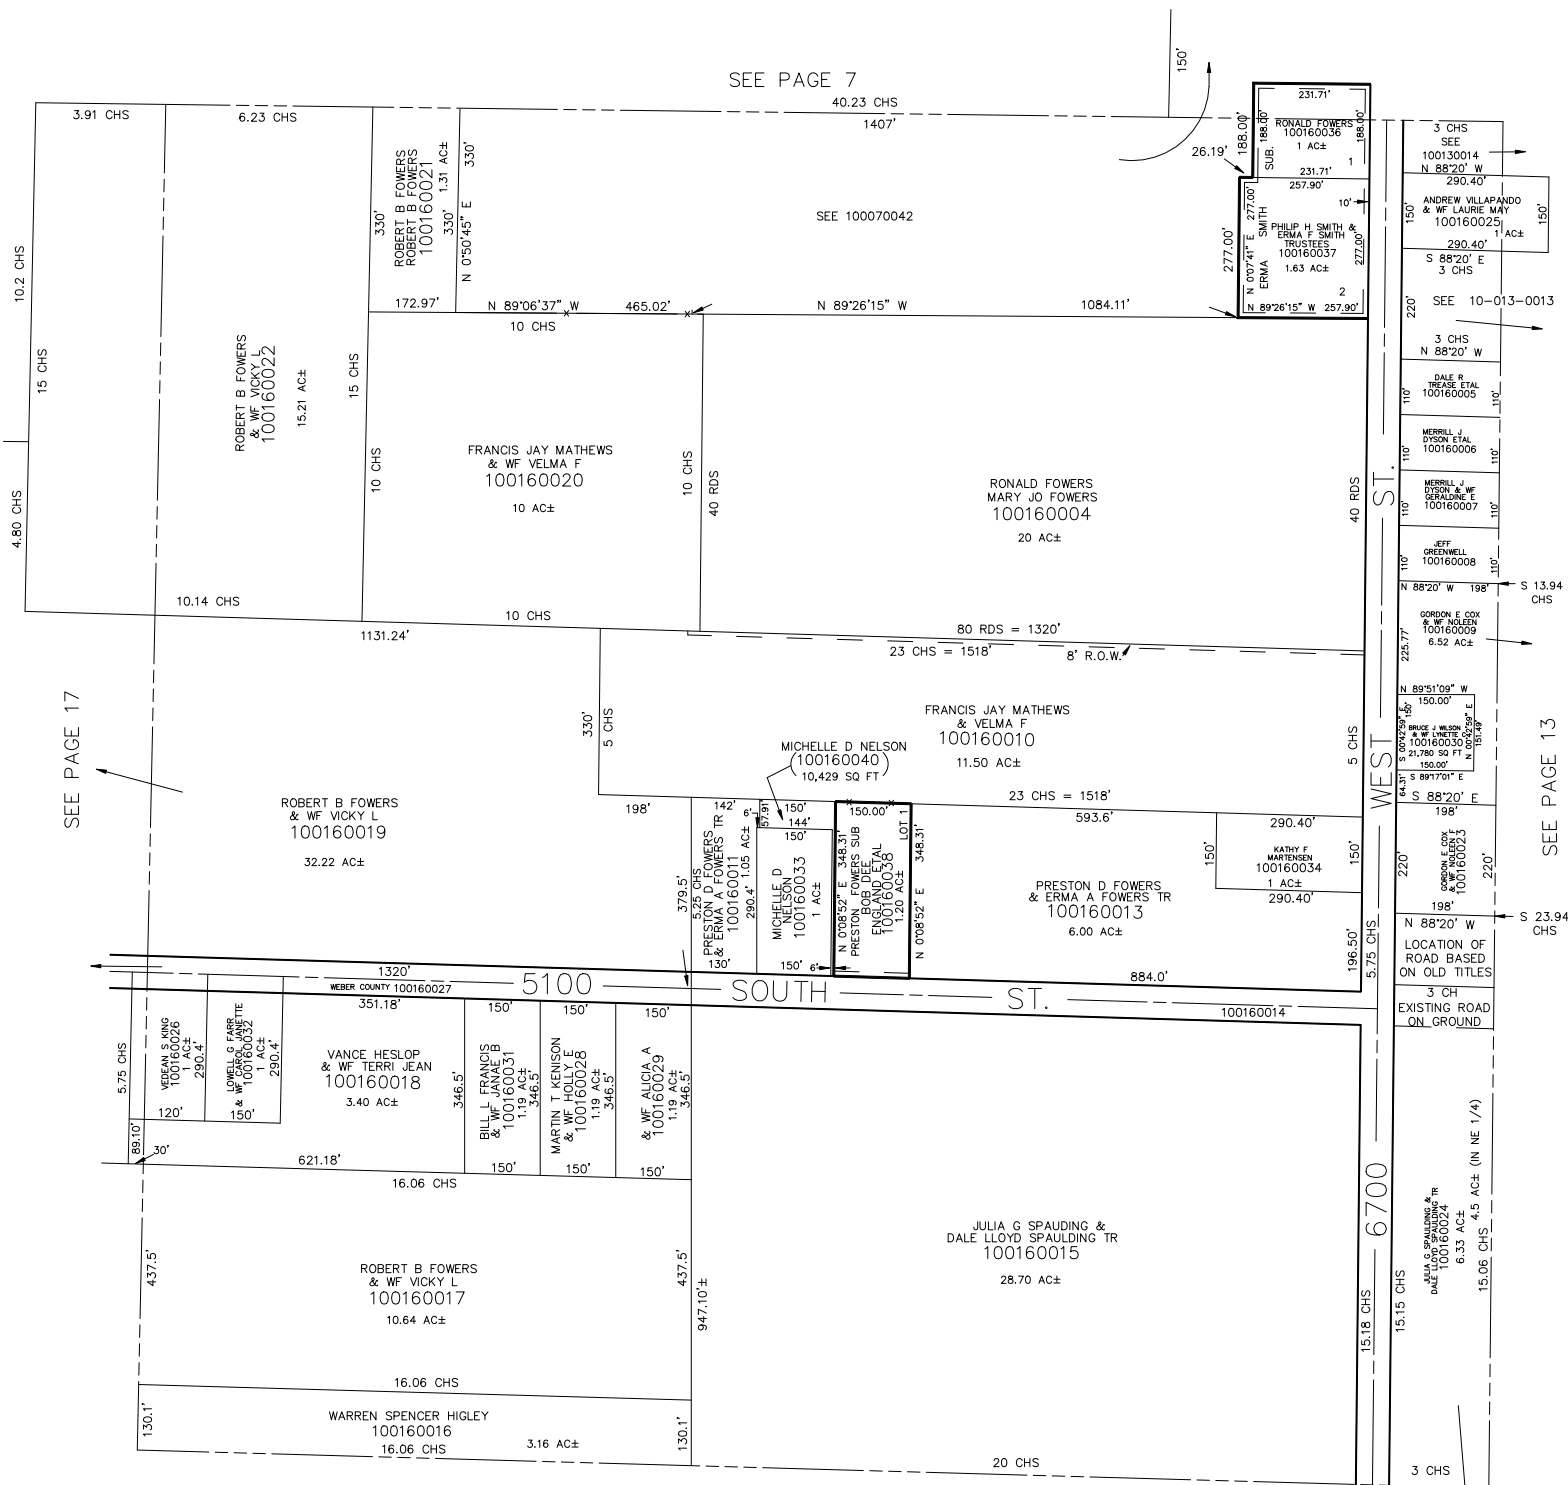 SEE PAGE 7
150'
3.91 CHS
6.23 CHS
40.23 CHS
1407'
10.2 CHS
15 CHS
4.80 CHS
ROBERT B FOWERS
& WF VICKY L
100160022
15.21 AC±
15 CHS
10.14 CHS
330'
ROBERT B FOWERS
ROBERT B FOWERS
100160021
1.31 AC±
330'
330'
N 0°50'45" E
172.97'
N 89°06'37" W
465.02'
10 CHS
SEE 100070042
N 89°26'15" W
1084.11'
188.00'
26.19'
277.00'
231.71'
188.00'
RONALD FOWERS
100160036
1 AC±
188.00'
SUB.
1
231.71'
257.90'
10'
277.00'
N 0°07'41" E
ERMA SMITH
PHILIP H SMITH &
ERMA F SMITH
TRUSTEES
100160037
1.63 AC±
277.00'
2
N 89°26'15" W 257.90'
3 CHS
SEE
100130014
N 88°20' W
290.40'
150'
ANDREW VILLAPANDO
& WF LAURIE MAY
100160025
1 AC±
150'
290.40'
S 88°20' E
3 CHS
220'
SEE 10-013-0013
3 CHS
N 88°20' W
DALE R
TREASE ETAL
100160005
110'
110'
MERRILL J
DYSON ETAL
100160006
110'
110'
MERRILL J
DYSON & WF
GERALDINE E
100160007
110'
110'
JEFF
GREENWELL
100160008
110'
110'
N 88°20' W 198'
S 13.94
CHS
GORDON E COX
& WF NOLEEN
100160009
6.52 AC±
225.77'
N 89°51'09" W
150.00'
150'
S 00°42'59" E
BRUCE J WILSON
& WF LYNETTE C
100160030
21,780 SQ FT
N 00°42'59" E
151.49'
150.00'
S 89°17'01" E
64.31'
S 88°20' E
198'
220'
GORDON E COX
& WF NOLEEN F
100160023
220'
198'
N 88°20' W
S 23.94
CHS
LOCATION OF
ROAD BASED
ON OLD TITLES
3 CH
EXISTING ROAD
ON GROUND
SEE PAGE 13
10 CHS
FRANCIS JAY MATHEWS
& WF VELMA F
100160020
10 AC±
10 CHS
40 RDS
10 CHS
RONALD FOWERS
MARY JO FOWERS
100160004
20 AC±
40 RDS
80 RDS = 1320'
23 CHS = 1518'
8' R.O.W.
WEST ST.
1131.24'
SEE PAGE 17
ROBERT B FOWERS
& WF VICKY L
100160019
32.22 AC±
330'
5 CHS
FRANCIS JAY MATHEWS
& VELMA F
100160010
11.50 AC±
5 CHS
MICHELLE D NELSON
(100160040)
10,429 SQ FT
23 CHS = 1518'
198'
142'
6'
57.91'
150'
144'
150'
150.00'
593.6'
290.40'
379.5'
5.25 CHS
PRESTON D FOWERS
& ERMA A FOWERS TR
100160011
1.05 AC±
290.4'
130'
MICHELLE D
NELSON
100160033
1 AC±
150'
6'
N 0°08'52" E 348.31'
PRESTON FOWERS SUB
BOB DEE
ENGLAND ETAL
100160038
1.20 AC±
LOT 1
N 0°08'52" E 348.31'
PRESTON D FOWERS
& ERMA A FOWERS TR
100160013
6.00 AC±
150'
KATHY F
MARTENSEN
100160034
1 AC±
150'
290.40'
196.50'
5.75 CHS
884.0'
1320'
WEBER COUNTY 100160027
5100 SOUTH ST.
100160014
351.18'
5.75 CHS
VEDEAN S KING
100160026
1 AC±
290.4'
120'
LOWELL G FARR
& WF CAROL JANETTE
100160032
1 AC±
290.4'
150'
VANCE HESLOP
& WF TERRI JEAN
100160018
3.40 AC±
346.5'
150'
BILL L FRANCIS
& WF JANAE B
100160031
1.19 AC±
346.5'
150'
150'
MARTIN T KENISON
& WF HOLLY E
100160028
1.19 AC±
346.5'
150'
150'
& WF ALICIA A
100160029
1.19 AC±
346.5'
150'
89.10'
30'
621.18'
16.06 CHS
437.5'
ROBERT B FOWERS
& WF VICKY L
100160017
10.64 AC±
437.5'
947.10'±
16.06 CHS
130.1'
WARREN SPENCER HIGLEY
100160016
16.06 CHS
3.16 AC±
130.1'
JULIA G SPAUDING &
DALE LLOYD SPAULDING TR
100160015
28.70 AC±
20 CHS
15.18 CHS
6700
15.15 CHS
JULIA G SPAULDING &
DALE LLOYD SPAULDING TR
100160024
6.33 AC±
15.06 CHS
4.5 AC± (IN NE 1/4)
3 CHS